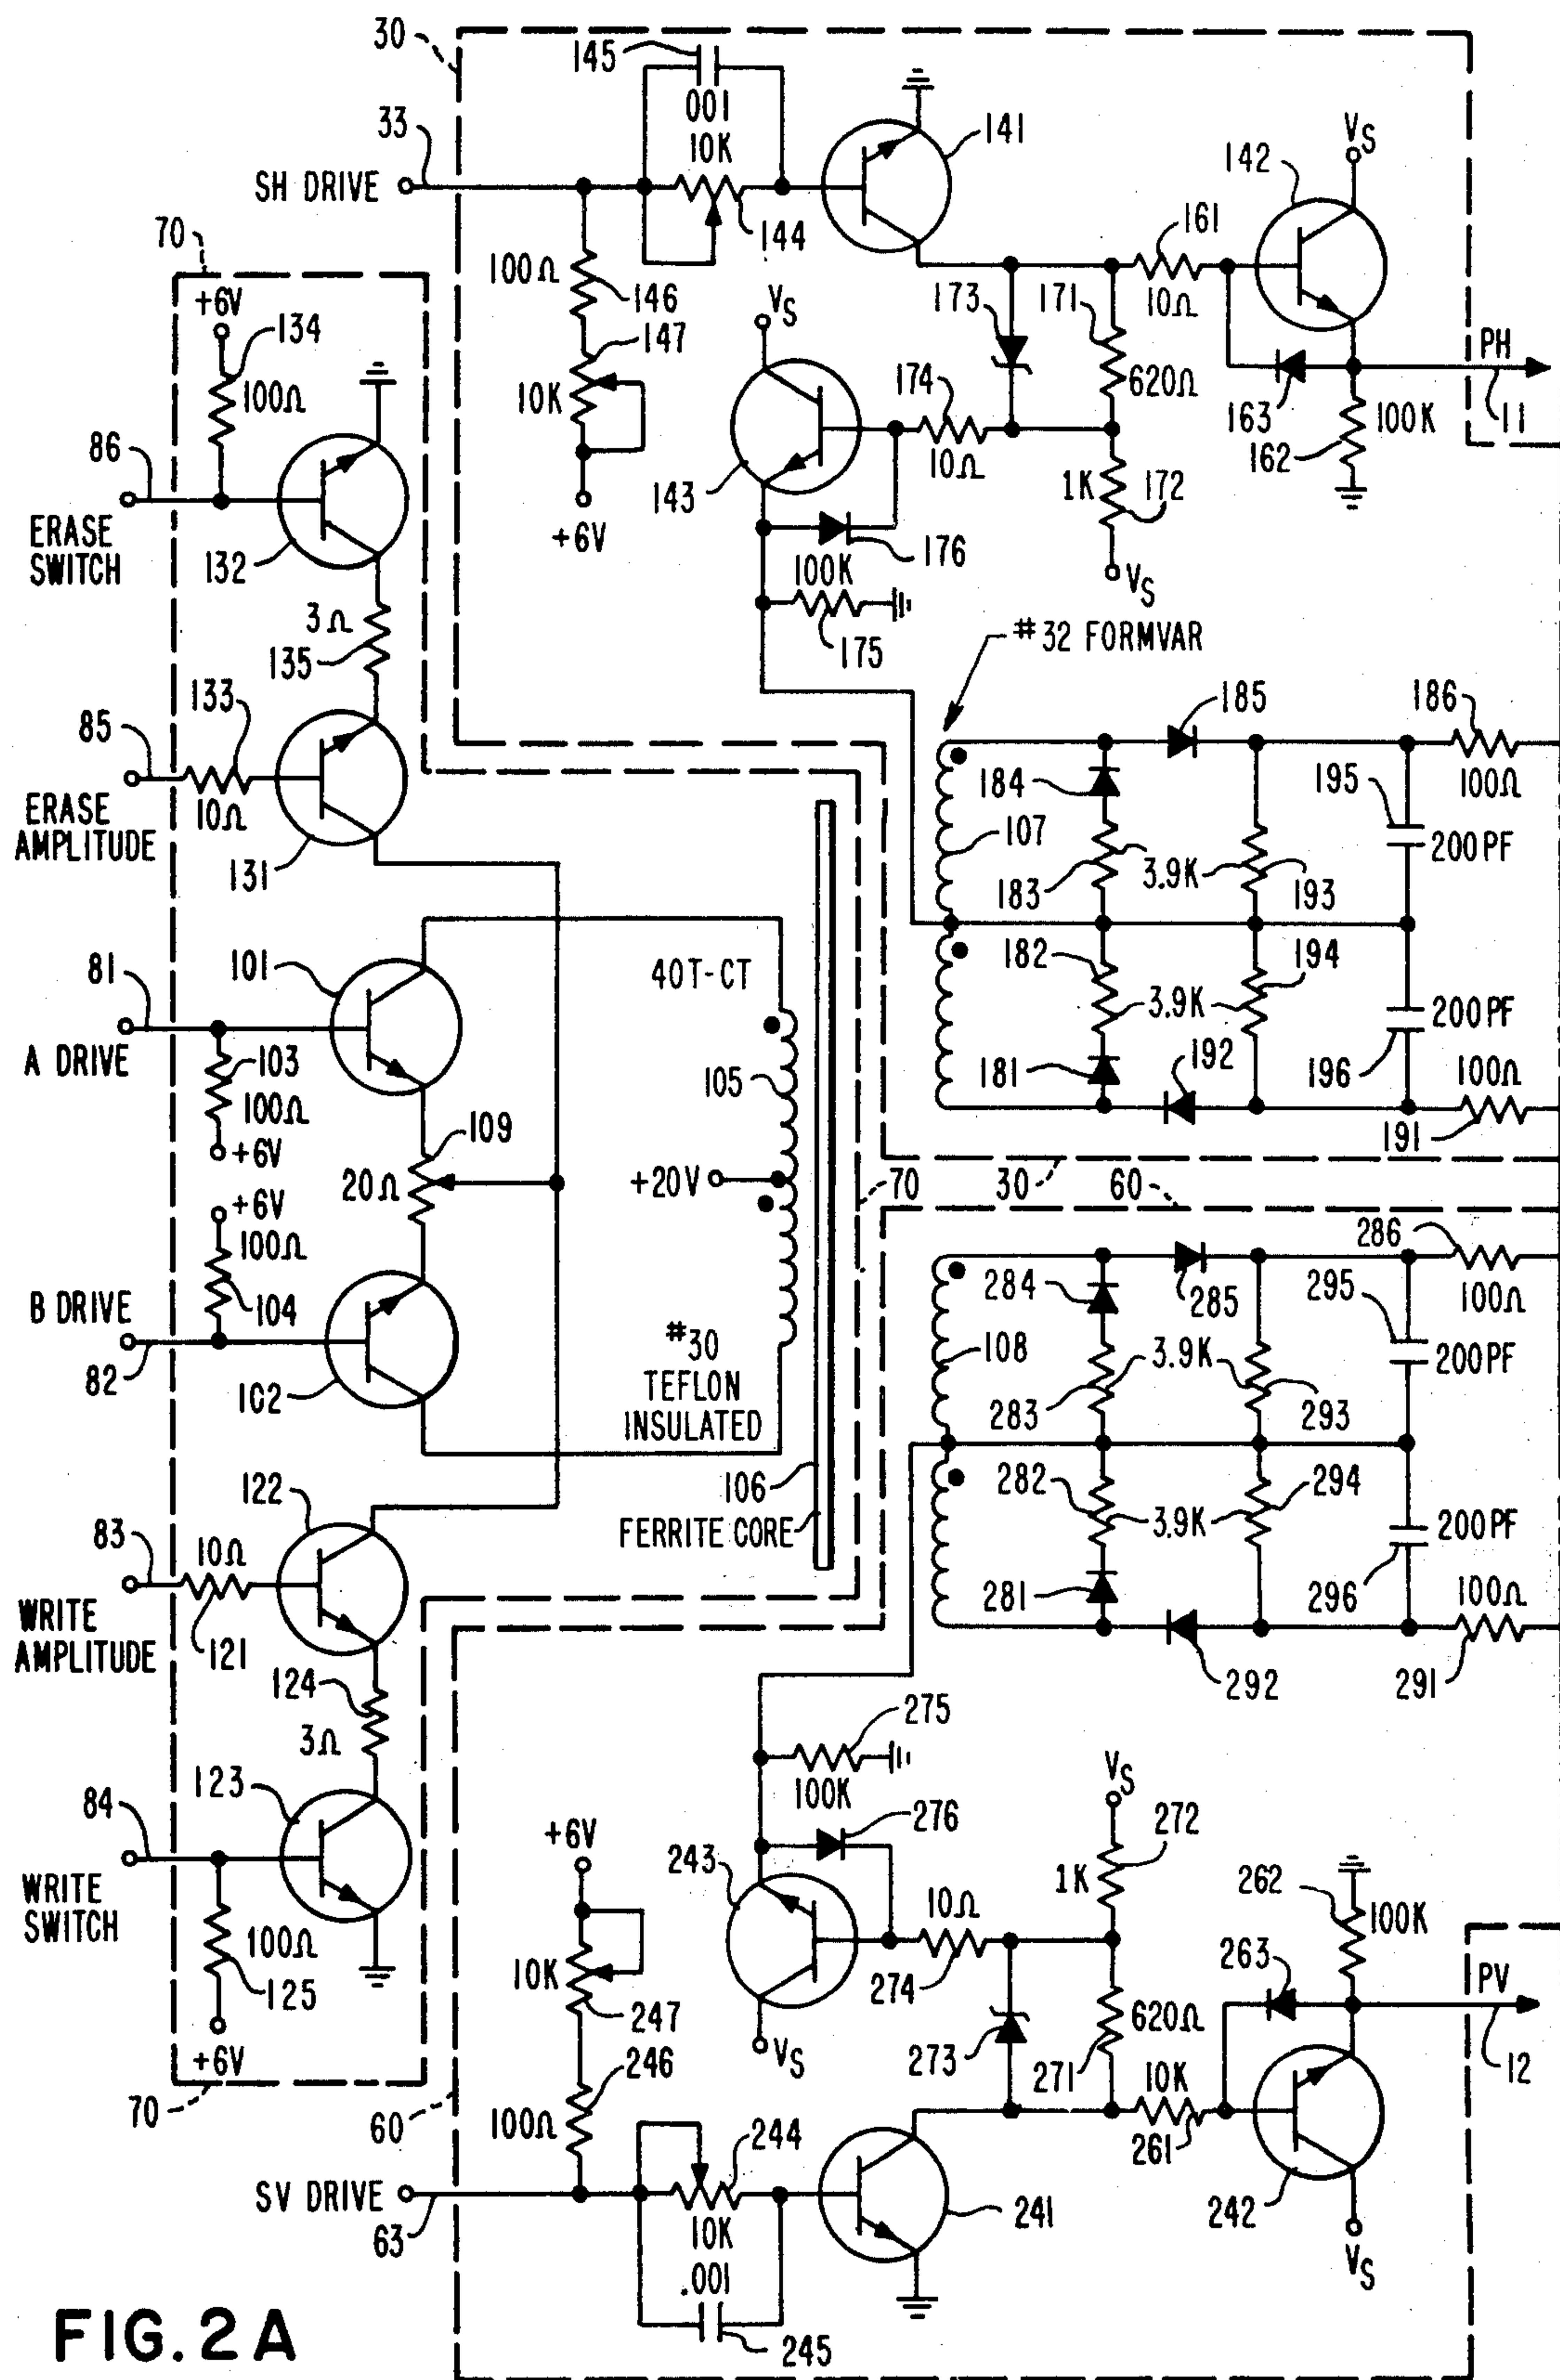 30
145
001
33
10K
141
VS
142
SH DRIVE
144
161
70
100Ω
146
VS
173
171
10Ω
+6V
134
147
PH
100Ω
10K
174
620Ω
163
100K
11
86
143
10Ω
162
1K
172
ERASE
SWITCH
132
+6V
176
100K
VS
3Ω
135
#32 FORMVAR
175
133
185
186
85
184
195
100Ω
ERASE
AMPLITUDE
10Ω
107
3.9K
200PF
131
183
193
81
101
40T-CT
182
194
3.9K
200PF
A DRIVE
103
105
181
192
196
100Ω
100Ω
109
+6V
191
20Ω
+20V
70
30
60
+6V
286
100Ω
284
285
295
100Ω
B DRIVE
104
#30
108
3.9K
200PF
82
TEFLON
102
INSULATED
283
293
122
106
282
294
83
10Ω
FERRITE CORE
3.9K
200PF
281
296
100Ω
WRITE
AMPLITUDE
121
124
292
291
3Ω
275
123
VS
84
100K
276
272
+6V
243
1K
262
WRITE
SWITCH
100Ω
10Ω
100K
125
10K
263
274
PV
247
620Ω
+6V
VS
273
246
271
10K
12
70
60
100Ω
244
261
SV DRIVE
241
242
63
10K
VS
.001
245
FIG.2A